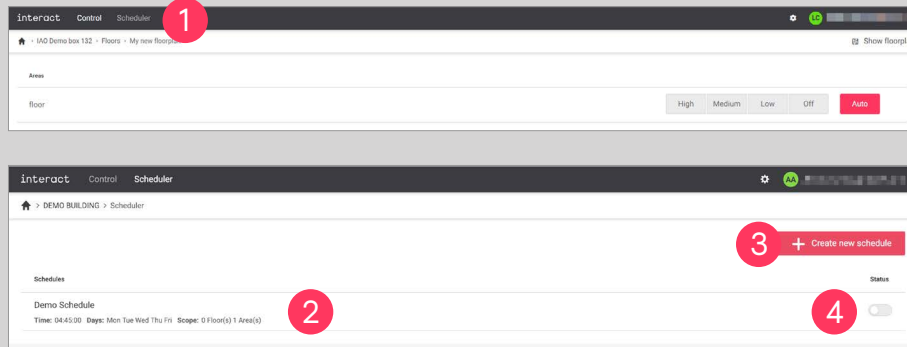 interact Control Scheduler 1 LC
IAO Demo box 132 > Floors > My new floorpl
Show floorpl
Areas
floor High Medium Low Off Auto
interact Control Scheduler AA
> DEMO BUILDING > Scheduler
3 + Create new schedule
Schedules Status
Demo Schedule
Time: 04:45:00 Days: Mon Tue Wed Thu Fri Scope: 0 Floor(s) 1 Area(s)
2 4